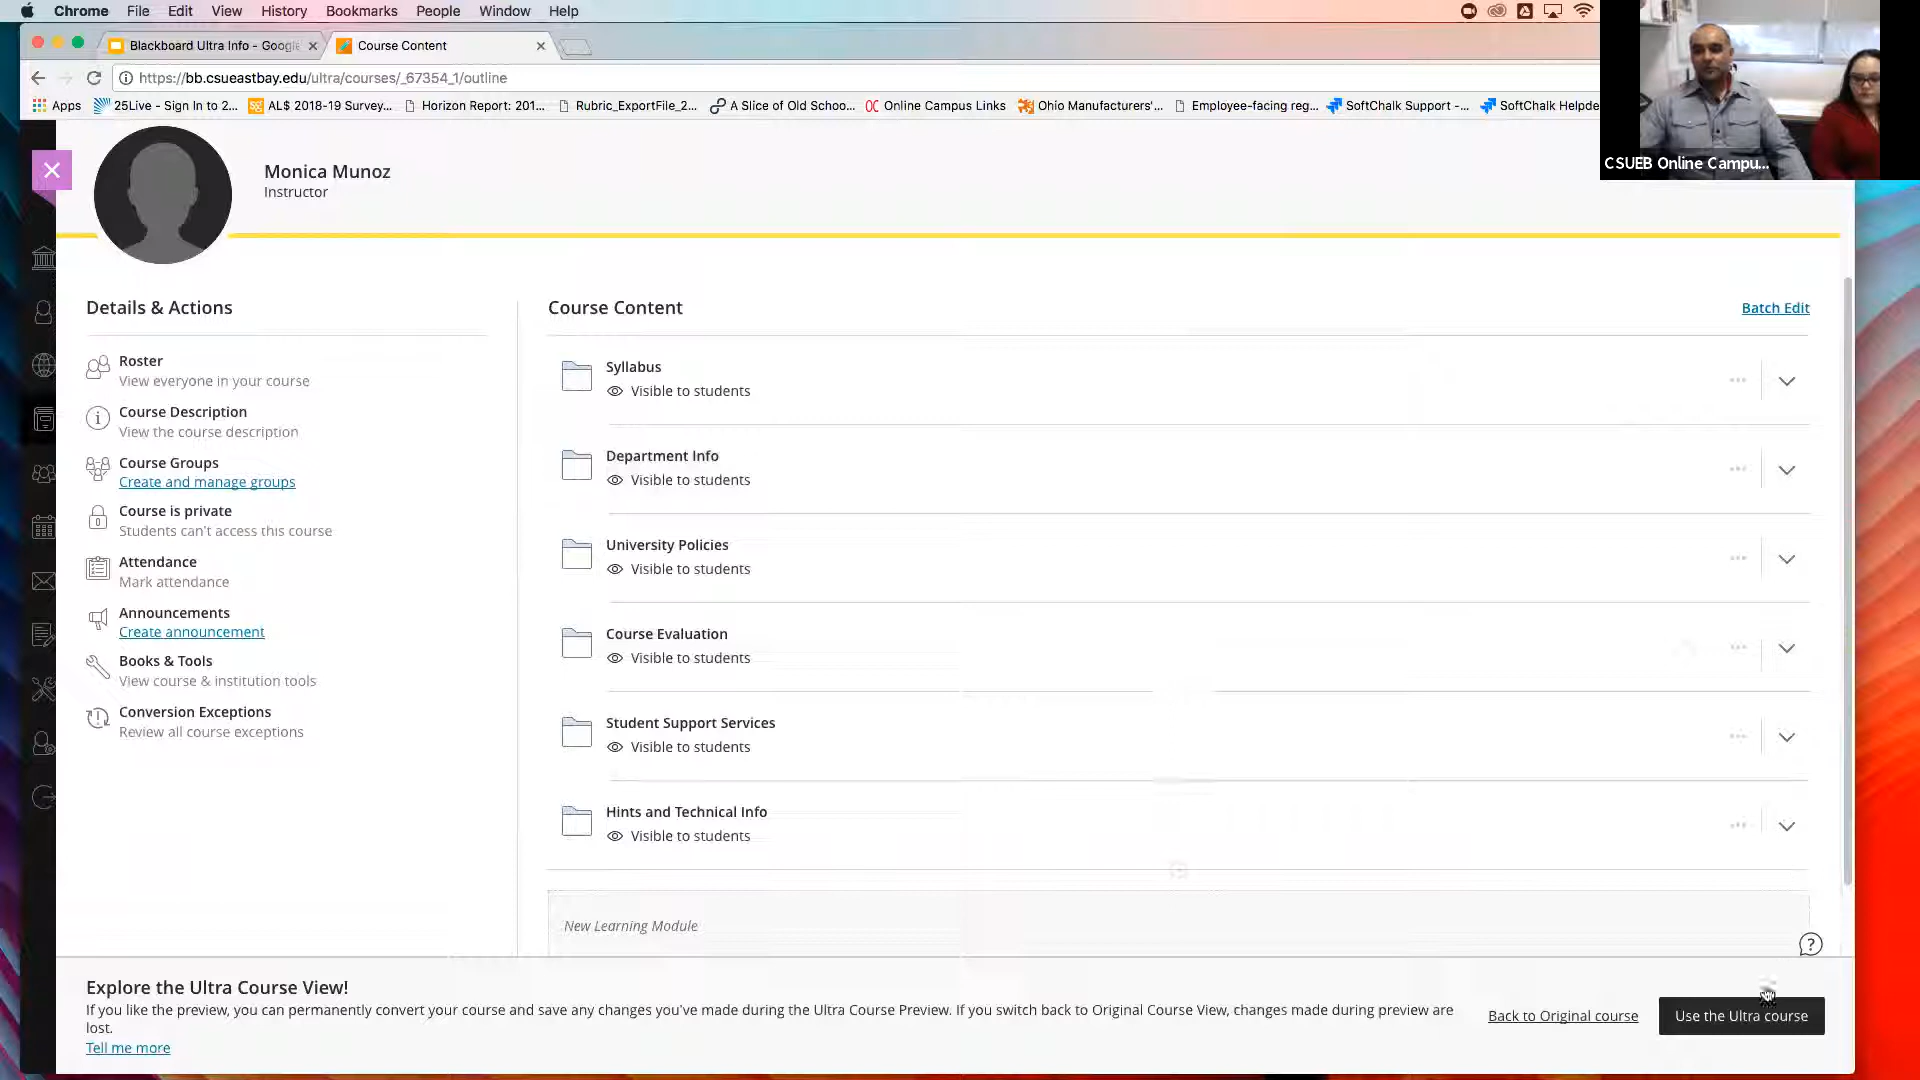 Chrome File Edit View History Bookmarks People Window Help
Blackboard Ultra Info - Google
Course Content
https://bb.csueastbay.edu/ultra/courses/_67354_1/outline
Apps 25Live - Sign In to 2... AL$ 2018-19 Survey... Horizon Report: 201... Rubric_ExportFile_2... A Slice of Old Schoo... Online Campus Links Ohio Manufacturers'... Employee-facing reg... SoftChalk Support -... SoftChalk Helpde
CSUEB Online Campu...
Monica Munoz
Instructor
Details & Actions
Roster
View everyone in your course
Course Description
View the course description
Course Groups
Create and manage groups
Course is private
Students can't access this course
Attendance
Mark attendance
Announcements
Create announcement
Books & Tools
View course & institution tools
Conversion Exceptions
Review all course exceptions
Course Content
Batch Edit
Syllabus
Visible to students
Department Info
Visible to students
University Policies
Visible to students
Course Evaluation
Visible to students
Student Support Services
Visible to students
Hints and Technical Info
Visible to students
New Learning Module
Explore the Ultra Course View!
If you like the preview, you can permanently convert your course and save any changes you've made during the Ultra Course Preview. If you switch back to Original Course View, changes made during preview are
lost.
Tell me more
Back to Original course
Use the Ultra course